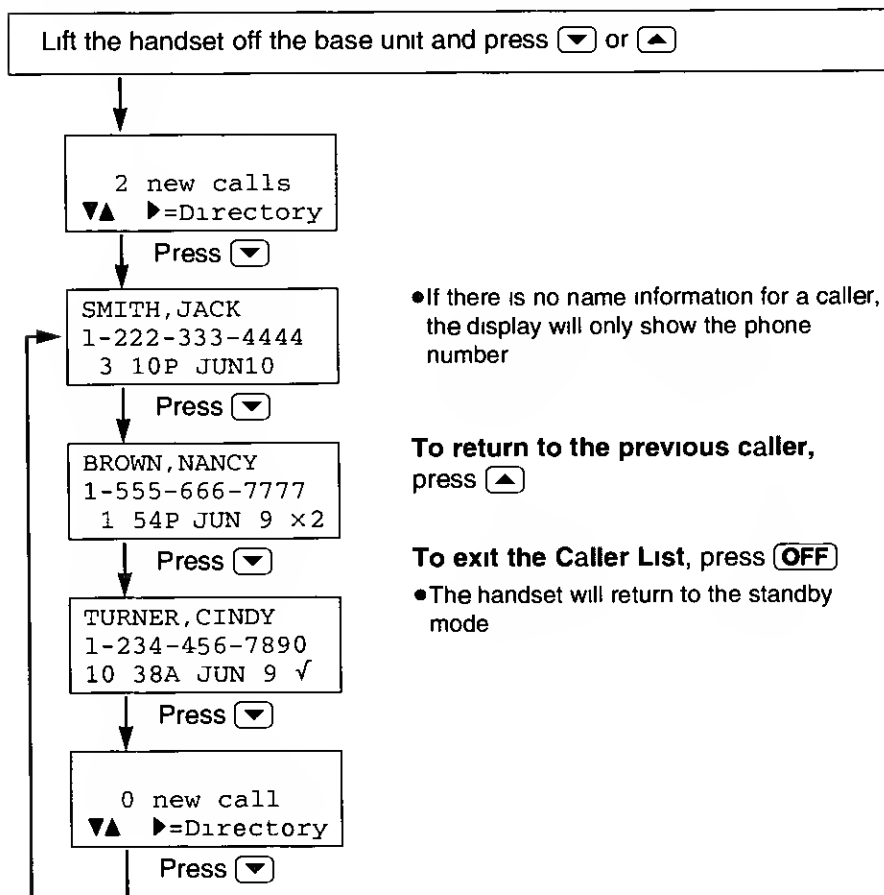 Lift the handset off the base unit and press ▼ or ▲
2 new calls
▼▲ ▶=Directory
Press ▼
SMITH,JACK
1-222-333-4444
3 10P JUN10
Press ▼
BROWN,NANCY
1-555-666-7777
1 54P JUN 9 ×2
Press ▼
TURNER,CINDY
1-234-456-7890
10 38A JUN 9 √
Press ▼
0 new call
▼▲ ▶=Directory
Press ▼
●If there is no name information for a caller,
the display will only show the phone
number
To return to the previous caller,
press ▲
To exit the Caller List, press OFF
●The handset will return to the standby
mode